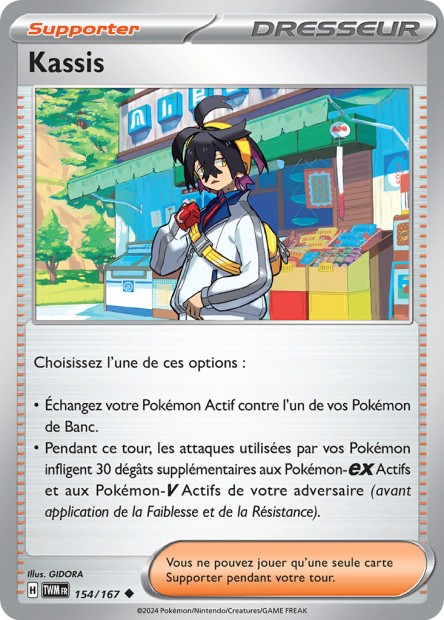 Supporter
DRESSEUR
Kassis
Choisissez l'une de ces options :
• Échangez votre Pokémon Actif contre l'un de vos Pokémon
de Banc.
• Pendant ce tour, les attaques utilisées par vos Pokémon
infligent 30 dégâts supplémentaires aux Pokémon-ex Actifs
et aux Pokémon-V Actifs de votre adversaire (avant
application de la Faiblesse et de la Résistance).
Vous ne pouvez jouer qu'une seule carte
Supporter pendant votre tour.
Illus. GIDORA
H TWM FR 154/167
©2024 Pokémon/Nintendo/Creatures/GAME FREAK